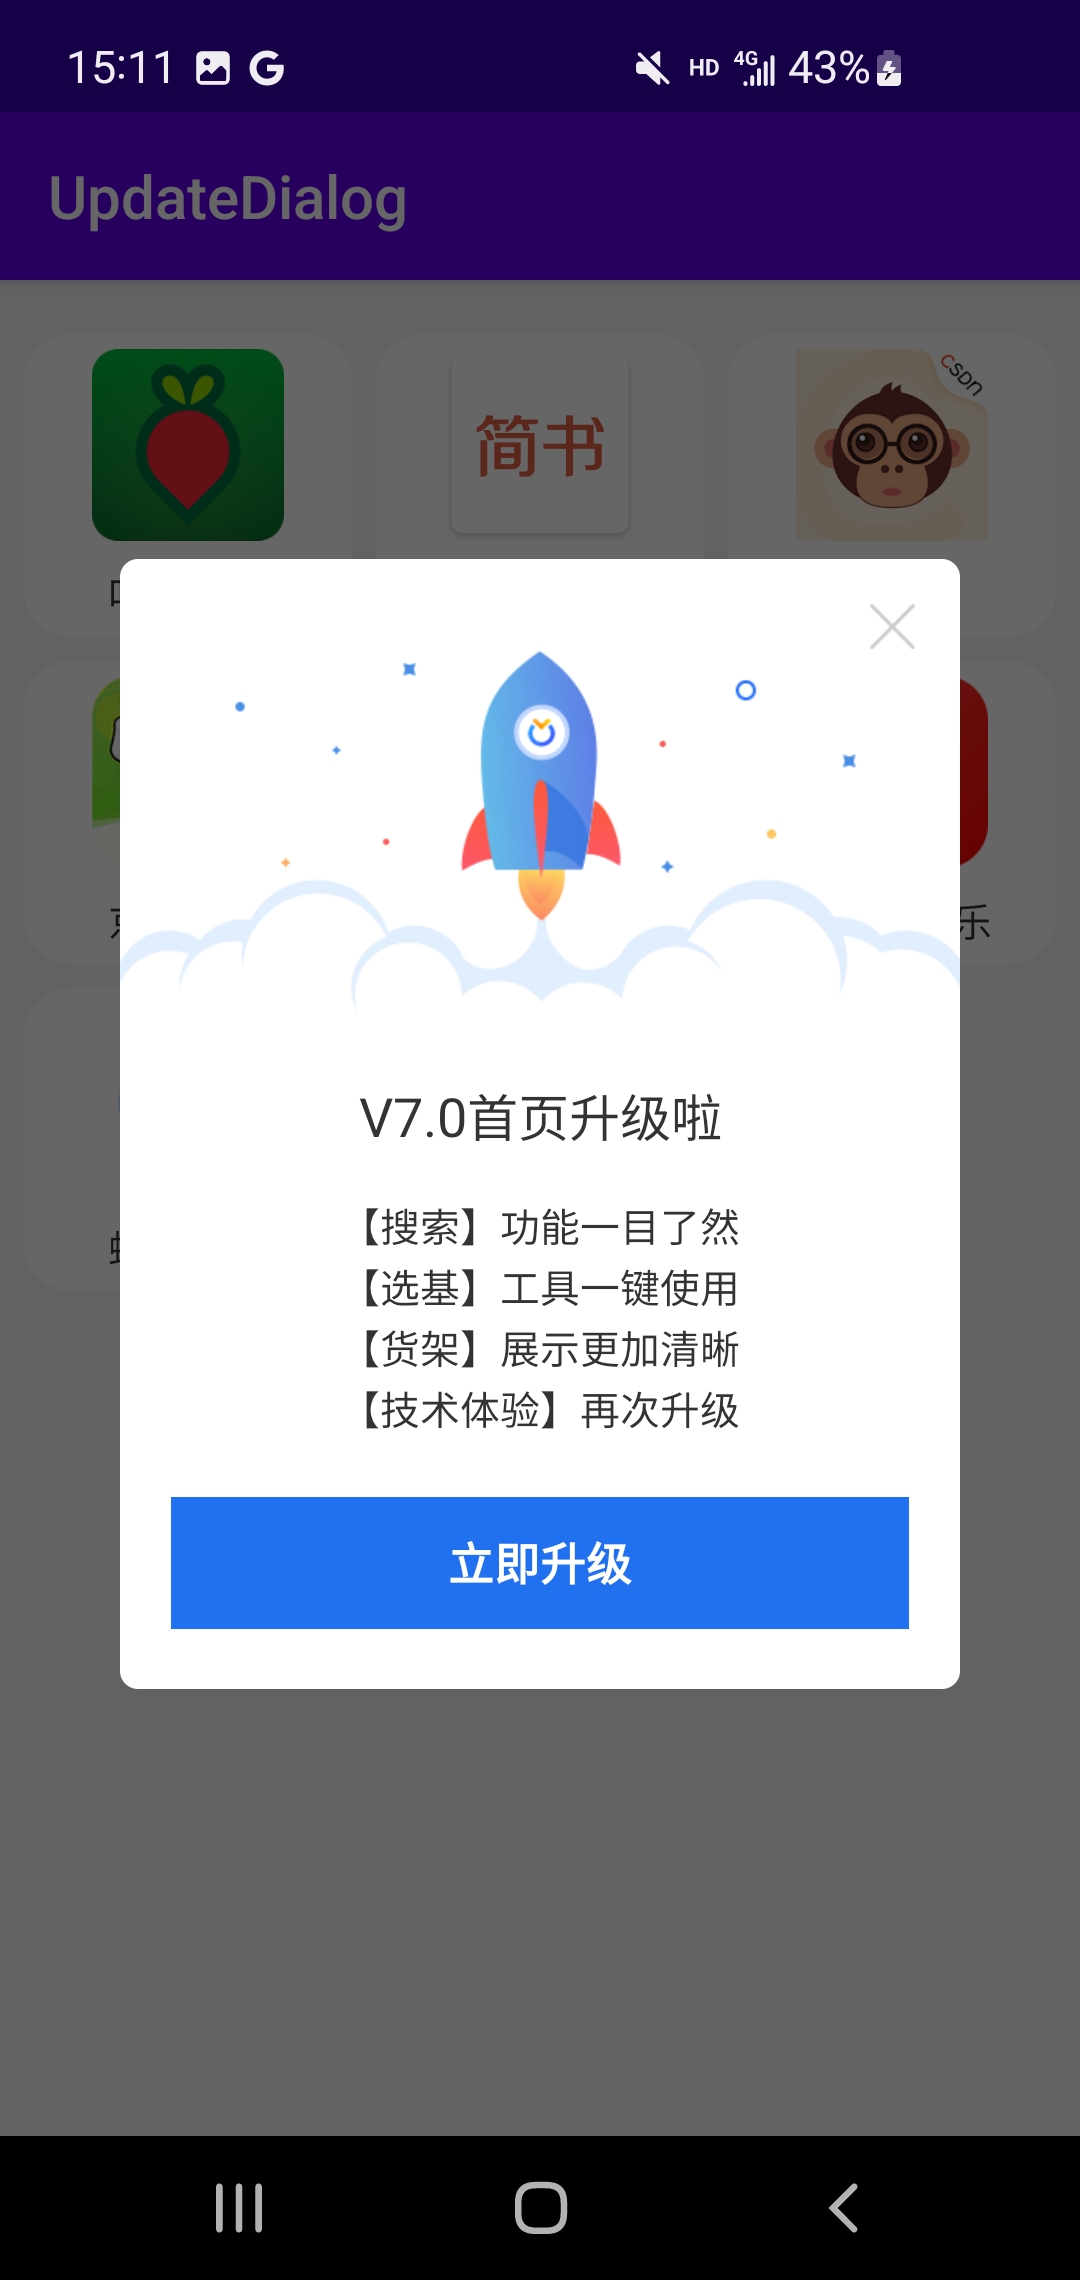 15:11
HD 4G 43%
UpdateDialog
简书
CSDN
乐
V7.0首页升级啦
【搜索】功能一目了然
【选基】工具一键使用
【货架】展示更加清晰
【技术体验】再次升级
立即升级